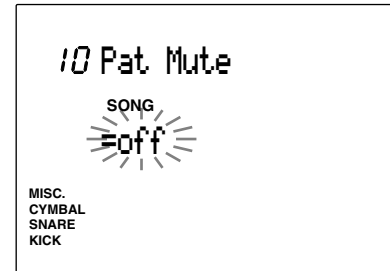 10 Pat. Mute
SONG
=off
MISC.
CYMBAL
SNARE
KICK